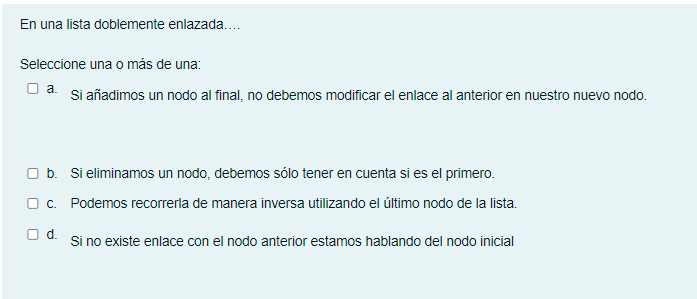 En una lista doblemente enlazada....
Seleccione una o más de una:
a. Si añadimos un nodo al final, no debemos modificar el enlace al anterior en nuestro nuevo nodo.
b. Si eliminamos un nodo, debemos sólo tener en cuenta si es el primero.
c. Podemos recorrerla de manera inversa utilizando el último nodo de la lista.
d. Si no existe enlace con el nodo anterior estamos hablando del nodo inicial